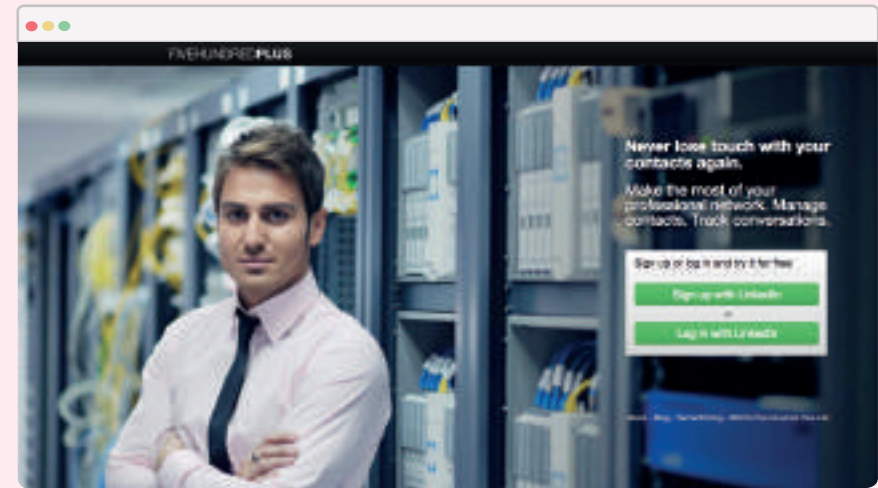 FIVEHUNDREDPLUS
Never lose touch with your
contacts again.
Make the most of your
professional network. Manage
contacts. Track conversations.
Sign up or log in and try it for free
Sign up with LinkedIn
or
Log in with LinkedIn